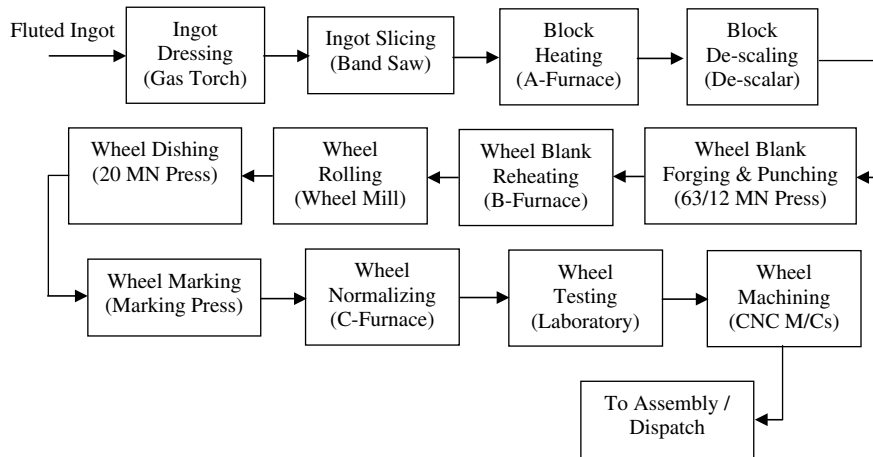 Fluted Ingot
Ingot
Dressing
(Gas Torch)
Ingot Slicing
(Band Saw)
Block
Heating
(A-Furnace)
Block
De-scaling
(De-scalar)
Wheel Blank
Forging & Punching
(63/12 MN Press)
Wheel Blank
Reheating
(B-Furnace)
Wheel
Rolling
(Wheel Mill)
Wheel Dishing
(20 MN Press)
Wheel Marking
(Marking Press)
Wheel
Normalizing
(C-Furnace)
Wheel
Testing
(Laboratory)
Wheel
Machining
(CNC M/Cs)
To Assembly /
Dispatch